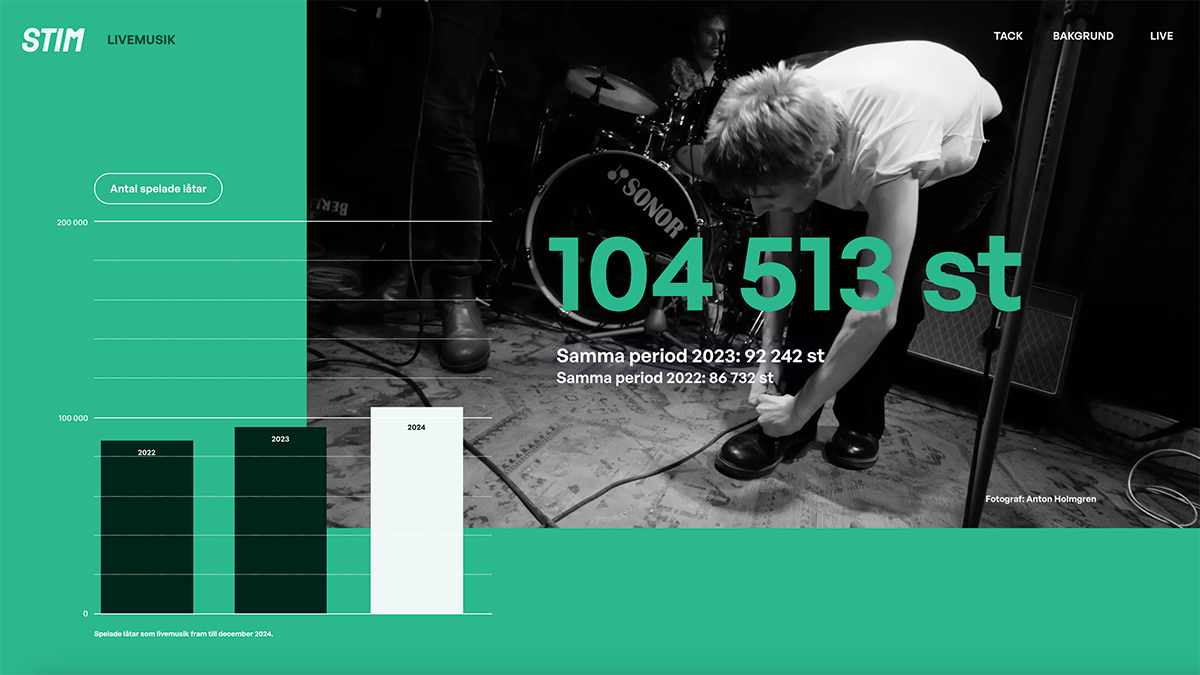 STIM
LIVEMUSIK
TACK
BAKGRUND
LIVE
Antal spelade låtar
200 000
100 000
0
2022
2023
2024
Spelade låtar som livemusik fram till december 2024.
SONOR
104 513 st
Samma period 2023: 92 242 st
Samma period 2022: 86 732 st
Fotograf: Anton Holmgren